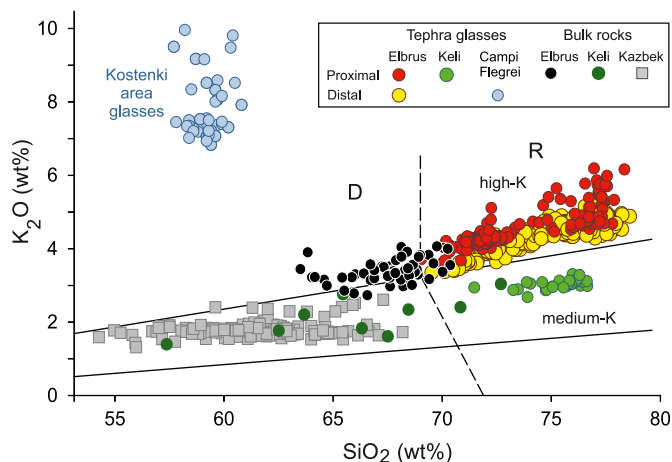 Tephra glasses Bulk rocks
Elbrus Keli Campi Flegrei Elbrus Keli Kazbek
Proximal
Distal
Kostenki
area
glasses
D
R
high-K
medium-K
K2O (wt%)
10
8
6
4
2
0
55 60 65 70 75 80
SiO2 (wt%)